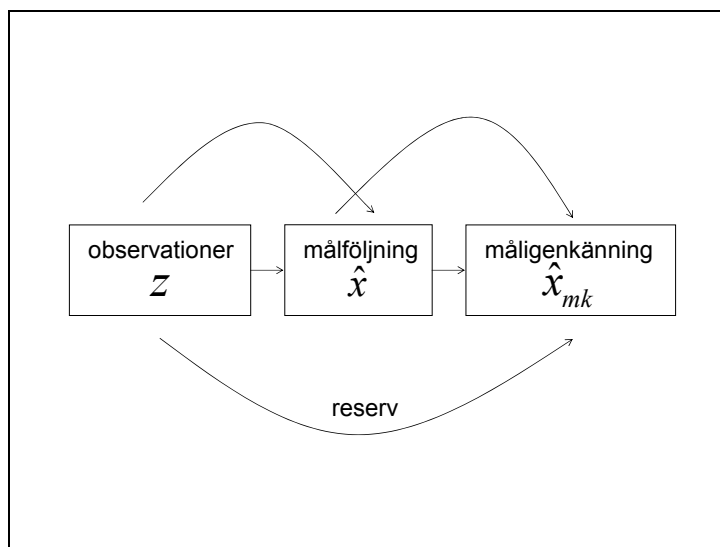 observationer
z
målföljning
x̂
måligenkänning
x̂_mk
reserv